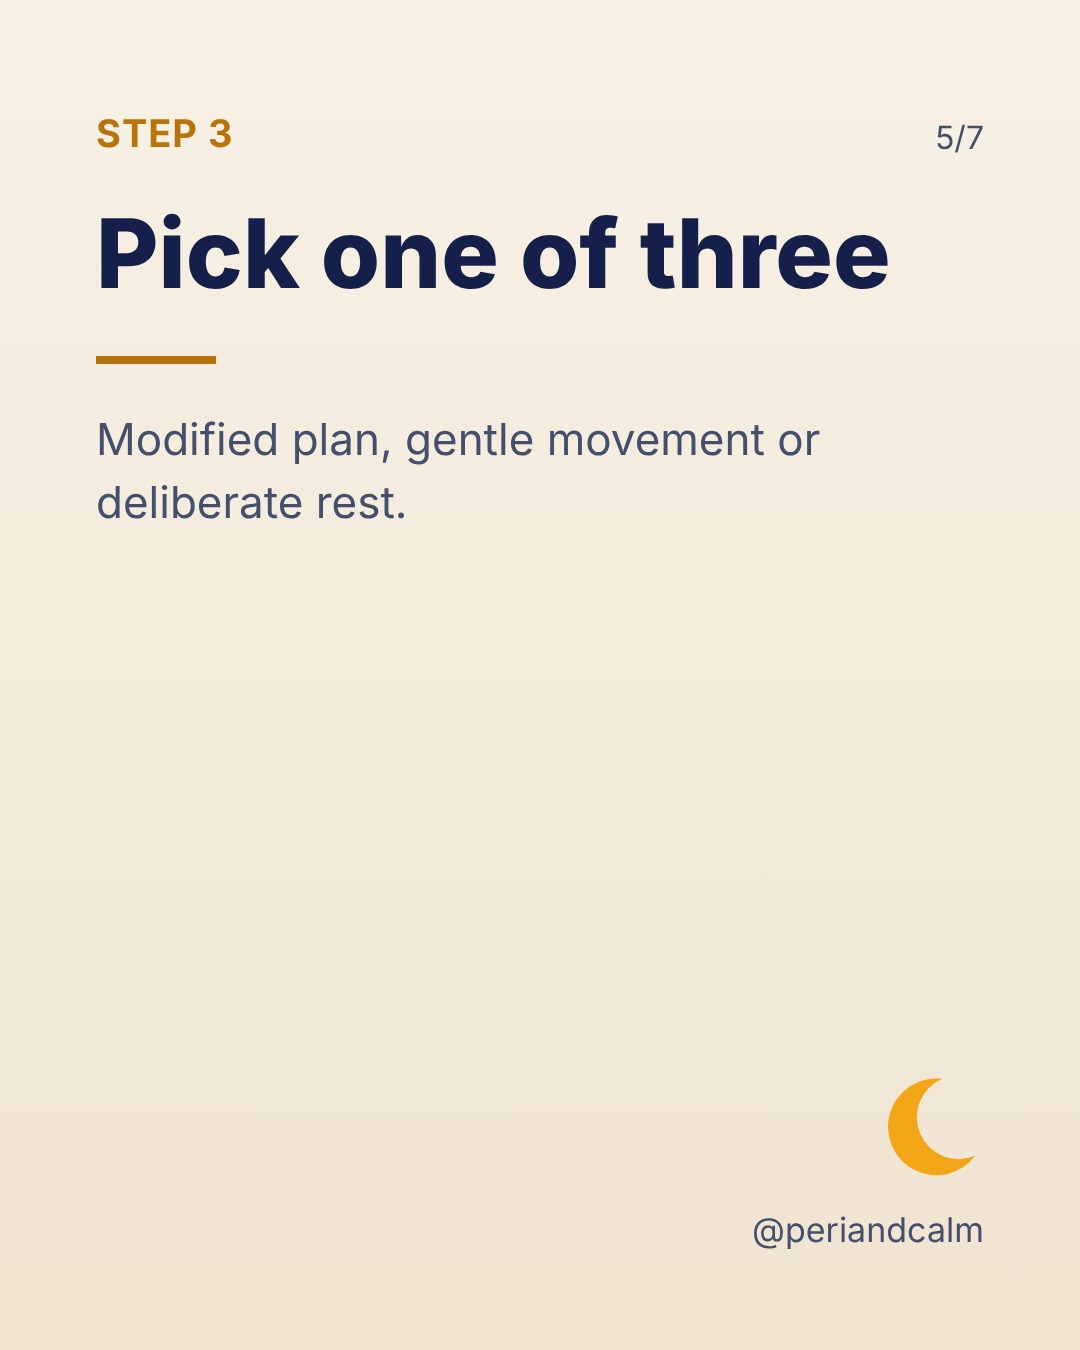 STEP 3
5/7
Pick one of three
Modified plan, gentle movement or
deliberate rest.
@periandcalm